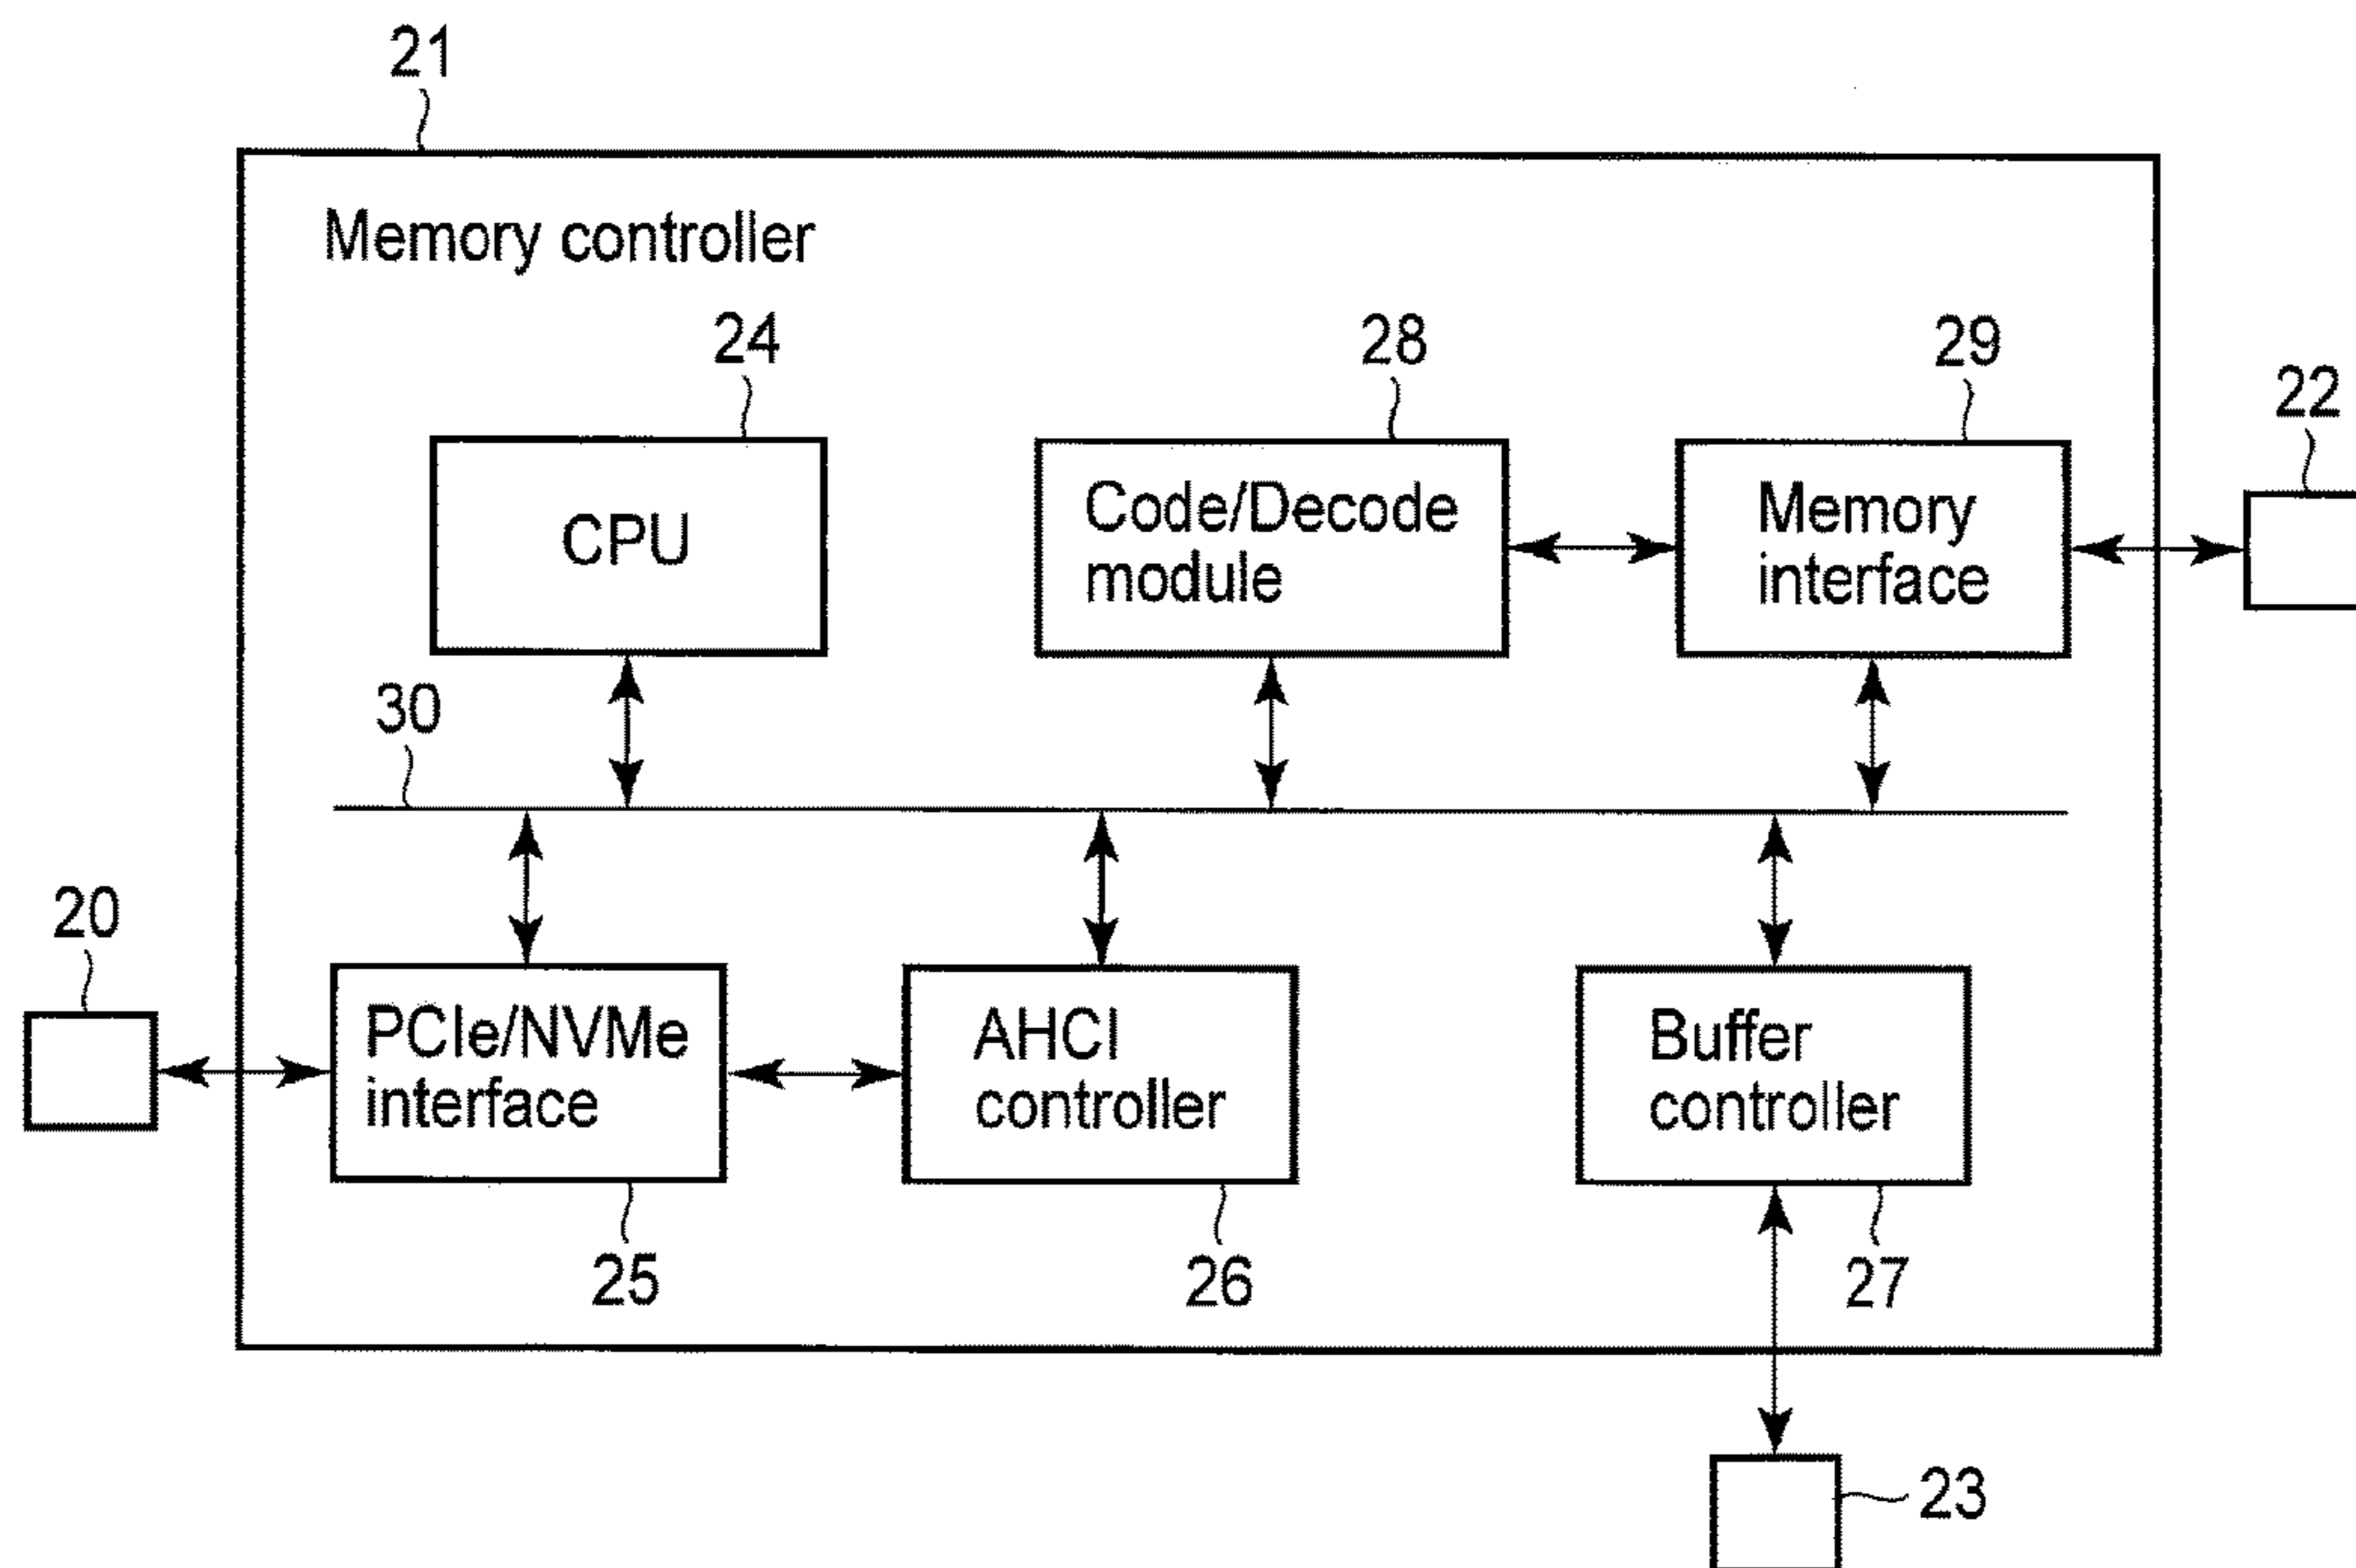 21
Memory controller
24
28
29
22
CPU
Code/Decode
module
Memory
interface
30
20
PCIe/NVMe
interface
AHCI
controller
Buffer
controller
25
26
27
23